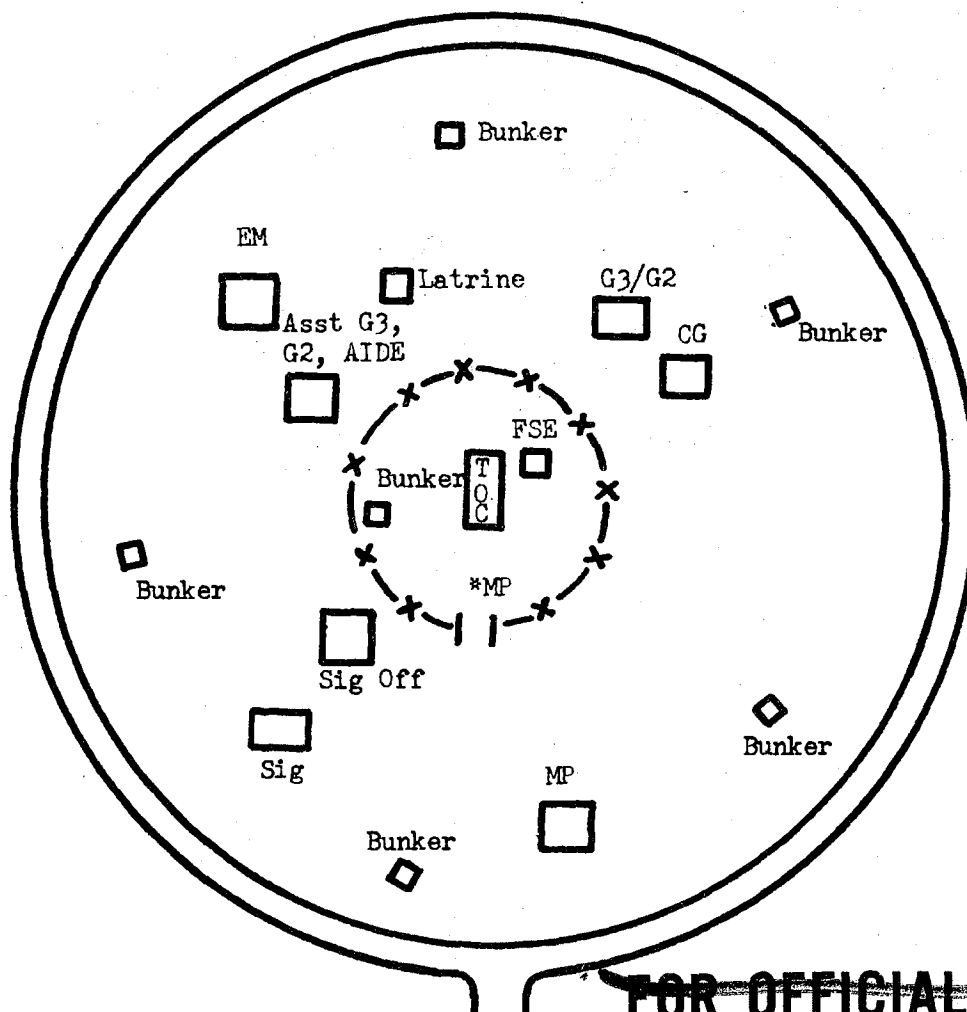 Bunker
EM
Latrine
G3/G2
Asst G3,
G2, AIDE
CG
Bunker
FSE
Bunker
T
O
C
Bunker
*MP
Sig Off
Sig
Bunker
MP
Bunker
FOR OFFICIAL